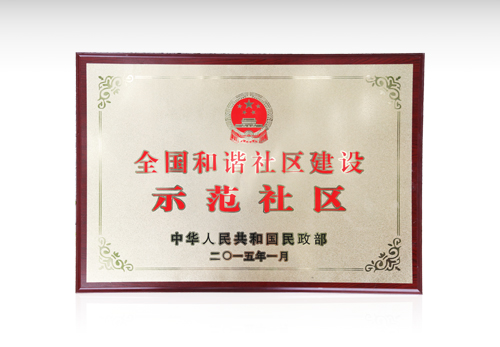 全国和谐社区建设
示范社区
中华人民共和国民政部
二〇一五年一月